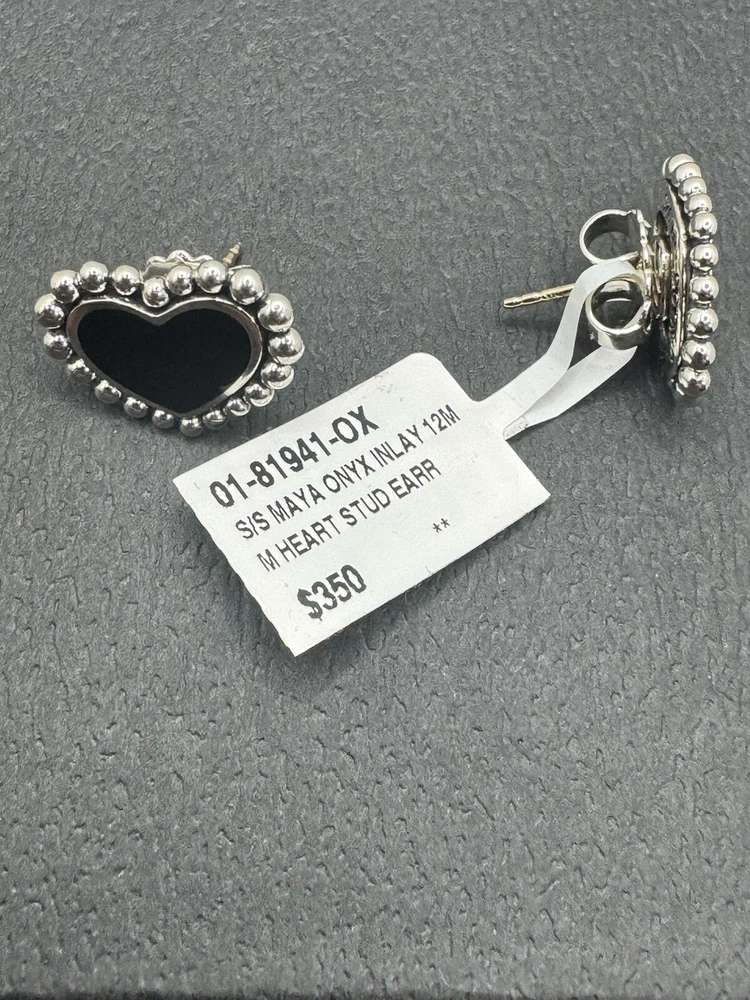 01-81941-OX
S/S MAYA ONYX INLAY 12M
M HEART STUD EARR
**
$350